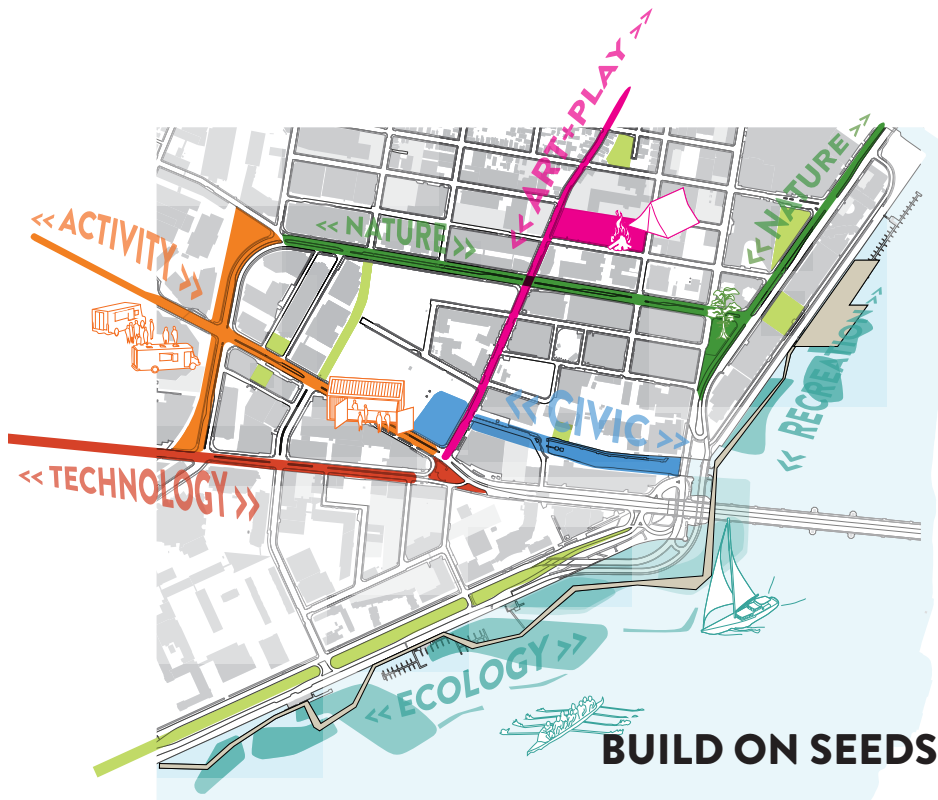 << ART+PLAY >>
<< NATURE >>
<< ACTIVITY >>
<< NATURE >>
<< RECREATION >>
<< CIVIC >>
<< TECHNOLOGY >>
<< ECOLOGY >>
BUILD ON SEEDS